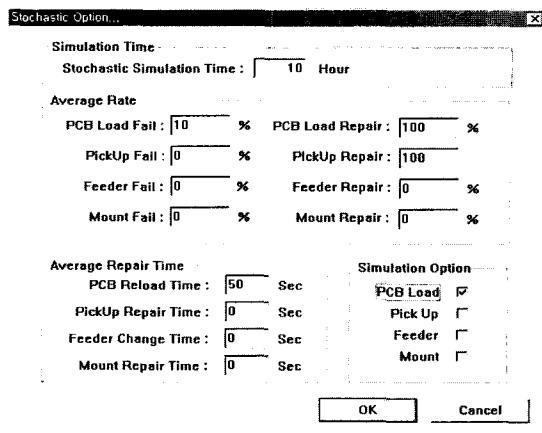 Stochastic Option...
Simulation Time
Stochastic Simulation Time : 10 Hour
Average Rate
PCB Load Fail : 10 % PCB Load Repair : 100 %
PickUp Fail : 0 % PickUp Repair : 100
Feeder Fail : 0 % Feeder Repair : 0 %
Mount Fail : 0 % Mount Repair : 0 %
Average Repair Time
PCB Reload Time : 50 Sec
PickUp Repair Time : 0 Sec
Feeder Change Time : 0 Sec
Mount Repair Time : 0 Sec
Simulation Option
PCB Load
Pick Up
Feeder
Mount
OK Cancel